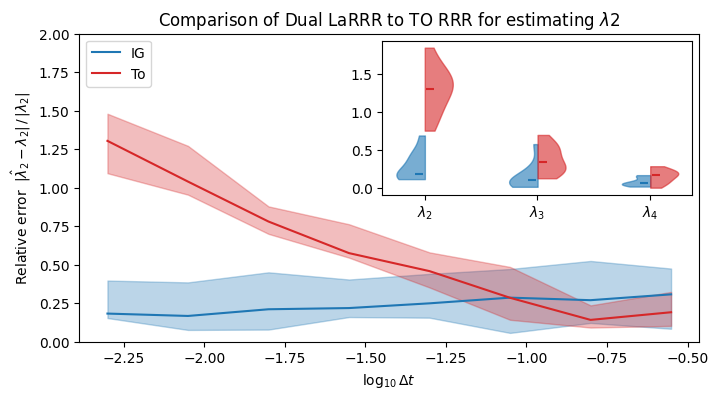 Comparison of Dual LaRRR to TO RRR for estimating λ2
Relative error |λ̂₂ − λ₂| / |λ₂|
2.00
1.75
1.50
1.25
1.00
0.75
0.50
0.25
0.00
IG
To
1.5
1.0
0.5
0.0
λ₂ λ₃ λ₄
−2.25 −2.00 −1.75 −1.50 −1.25 −1.00 −0.75 −0.50
log₁₀ Δt